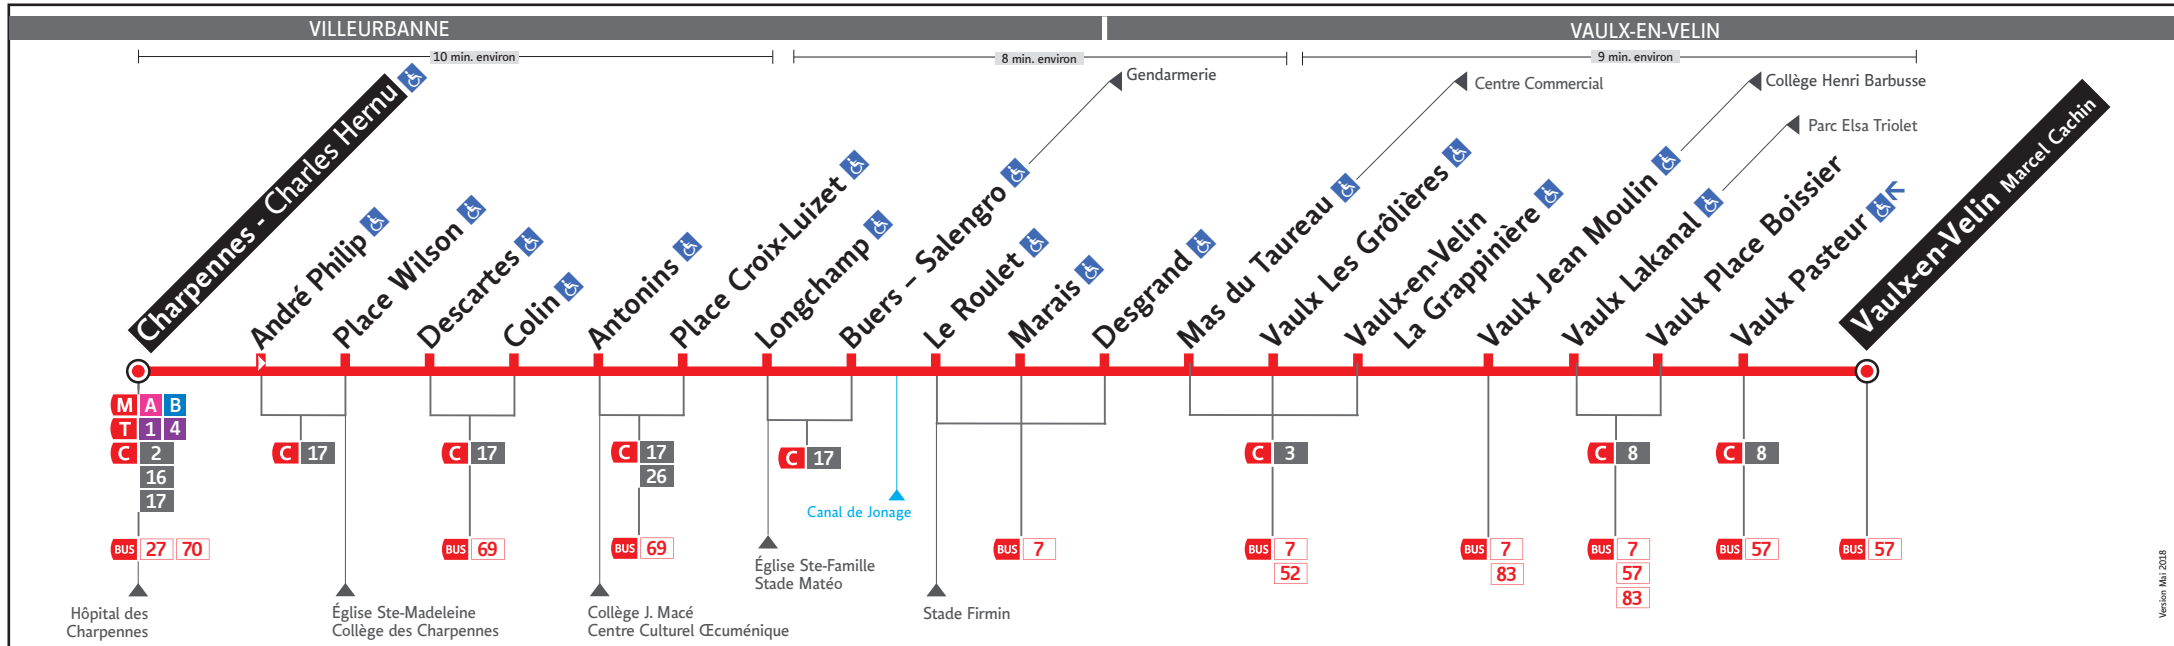 VILLEURBANNE
VAULX-EN-VELIN
10 min. environ
8 min. environ
9 min. environ
Gendarmerie
Centre Commercial
Collège Henri Barbusse
Parc Elsa Triolet
Charpennes - Charles Hernu
André Philip
Place Wilson
Descartes
Colin
Antonins
Place Croix-Luizet
Longchamp
Buers – Salengro
Le Roulet
Marais
Desgrand
Mas du Taureau
Vaulx Les Grôlières
Vaulx-en-Velin
La Grappinière
Vaulx Jean Moulin
Vaulx Lakanal
Vaulx Place Boissier
Vaulx Pasteur
Vaulx-en-Velin Marcel Cachin
M A B
T 1 4
C 2
16
17
BUS 27 70
Hôpital des
Charpennes
C 17
Église Ste-Madeleine
Collège des Charpennes
C 17
BUS 69
C 17
26
BUS 69
Collège J. Macé
Centre Culturel Œcuménique
C 17
Église Ste-Famille
Stade Matéo
Canal de Jonage
Stade Firmin
BUS 7
C 3
BUS 7
52
BUS 7
83
C 8
BUS 7
57
83
C 8
BUS 57
BUS 57
Version Mai 2018